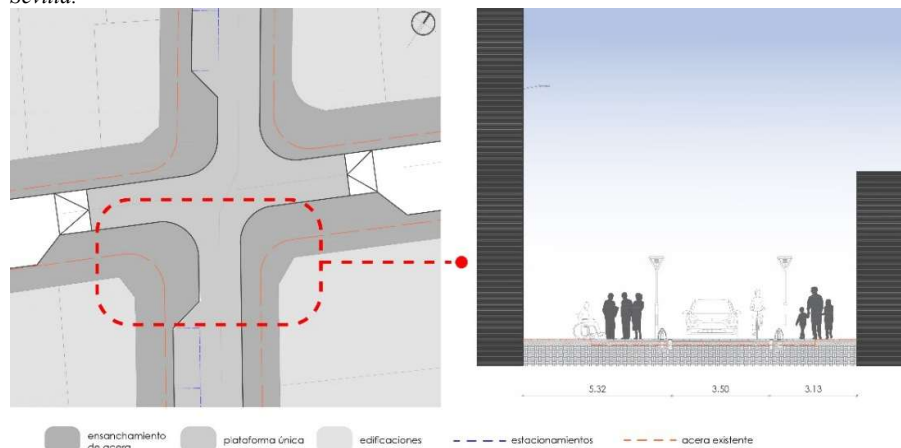 Sevilla.
5.32 3.50 3.13
ensanchamiento de acera
plataforma única
edificaciones
estacionamientos
acera existente